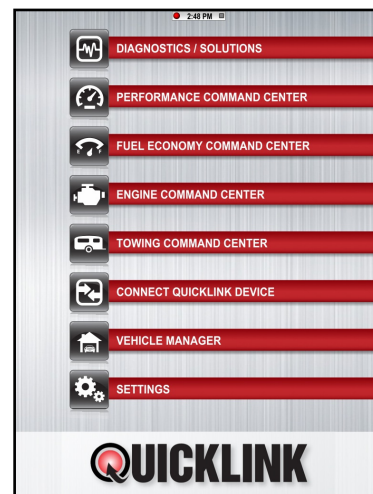 2:48 PM
DIAGNOSTICS / SOLUTIONS
PERFORMANCE COMMAND CENTER
FUEL ECONOMY COMMAND CENTER
ENGINE COMMAND CENTER
TOWING COMMAND CENTER
CONNECT QUICKLINK DEVICE
VEHICLE MANAGER
SETTINGS
QUICKLINK